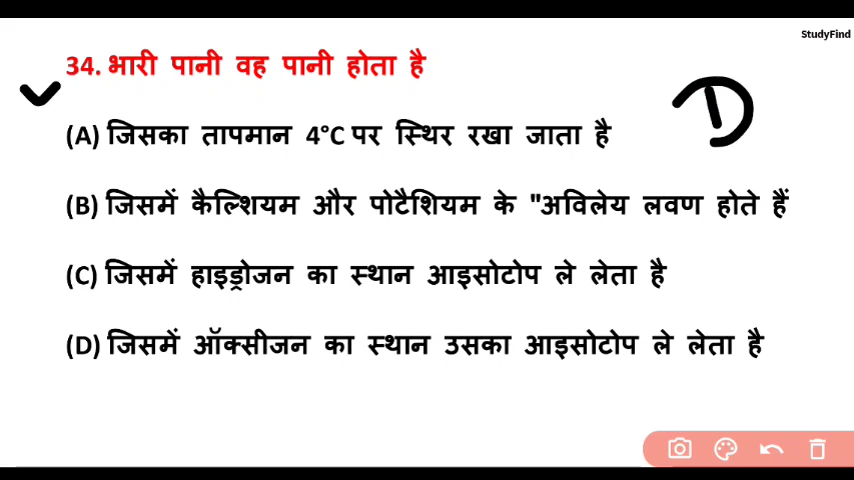 StudyFind
34. भारी पानी वह पानी होता है
D
(A) जिसका तापमान 4°C पर स्थिर रखा जाता है
(B) जिसमें कैल्शियम और पोटैशियम के "अविलेय लवण होते हैं
(C) जिसमें हाइड्रोजन का स्थान आइसोटोप ले लेता है
(D) जिसमें ऑक्सीजन का स्थान उसका आइसोटोप ले लेता है